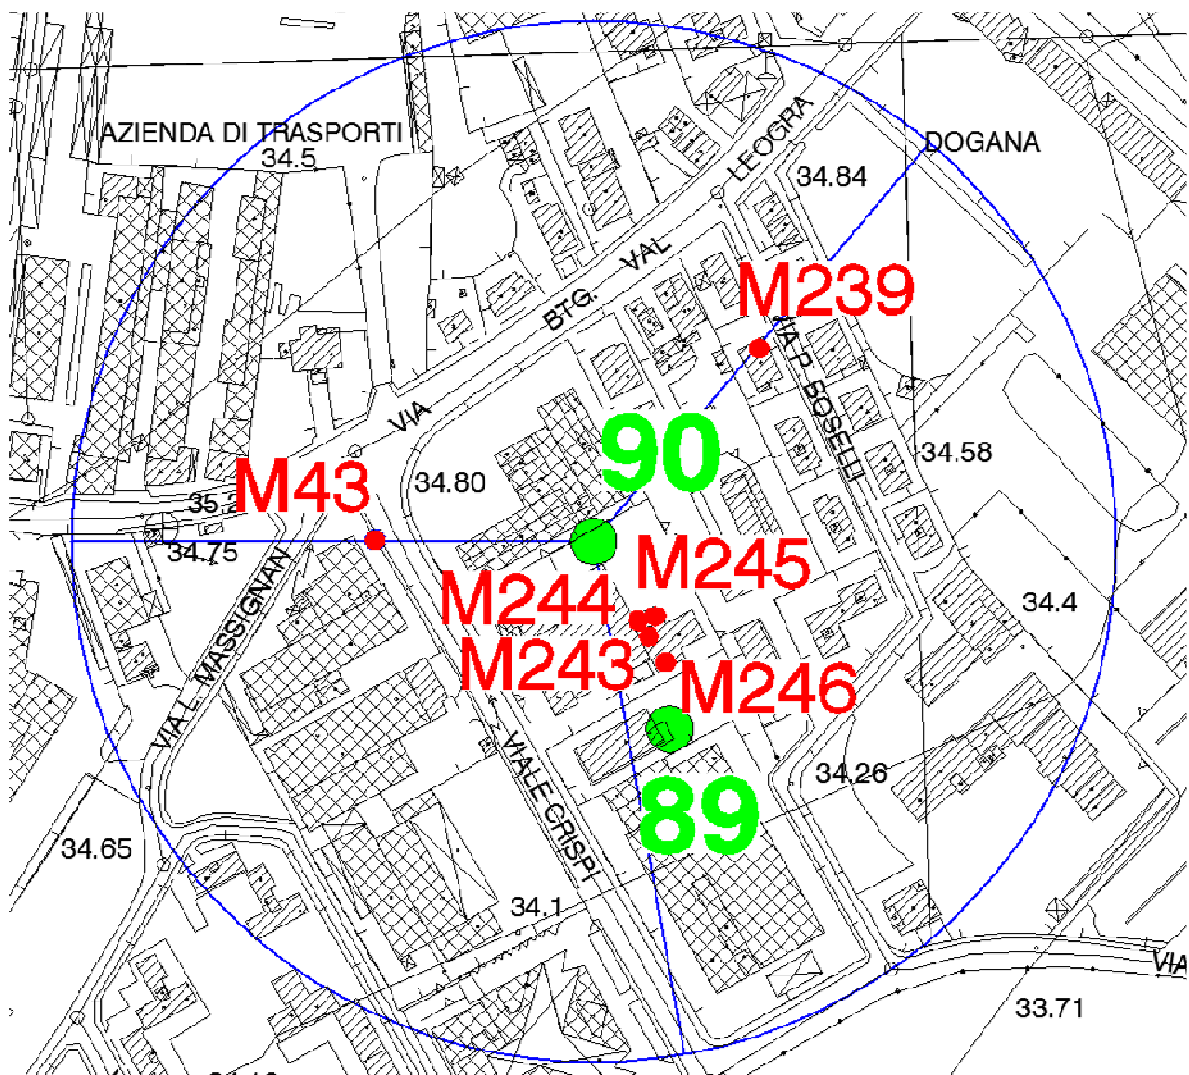 AZIENDA DI TRASPORTI
34.5
LEOGRA
DOGANA
34.84
VAL
BTG.
M239
VIA
VIA P. BOSELLI
90
34.58
34.80
M43
34.75
M245
M244
34.4
M243
M246
VIA L. MASSIGNAN
VIALE CRISPI
34.26
89
34.65
34.1
VIA
33.71